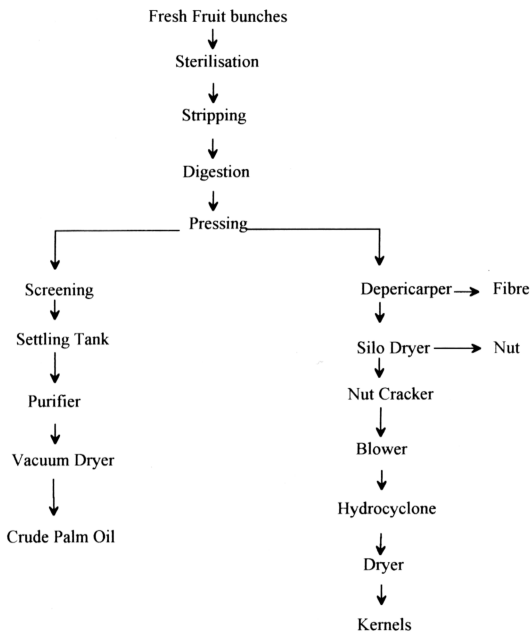 Fresh Fruit bunches
Sterilisation
Stripping
Digestion
Pressing
Screening
Settling Tank
Purifier
Vacuum Dryer
Crude Palm Oil
Depericarper
Fibre
Silo Dryer
Nut
Nut Cracker
Blower
Hydrocyclone
Dryer
Kernels